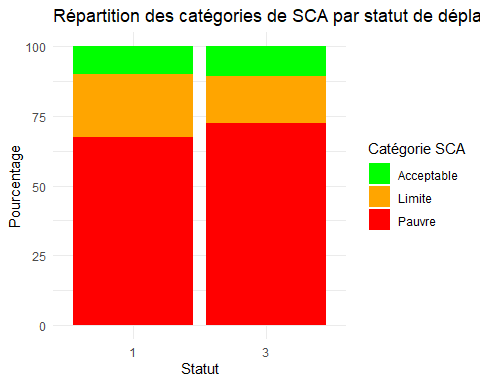 Répartition des catégories de SCA par statut de dépla
100
75
50
25
0
Pourcentage
1
3
Statut
Catégorie SCA
Acceptable
Limite
Pauvre